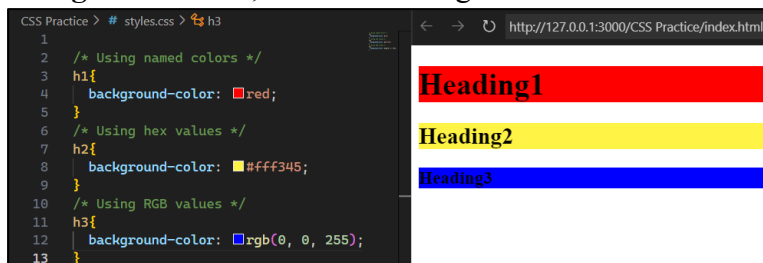 CSS Practice > # styles.css > h3
1
2 /* Using named colors */
3 h1{
4 background-color: red;
5 }
6 /* Using hex values */
7 h2{
8 background-color: #fff345;
9 }
10 /* Using RGB values */
11 h3{
12 background-color: rgb(0, 0, 255);
13 }
http://127.0.0.1:3000/CSS Practice/index.html
Heading1
Heading2
Heading3